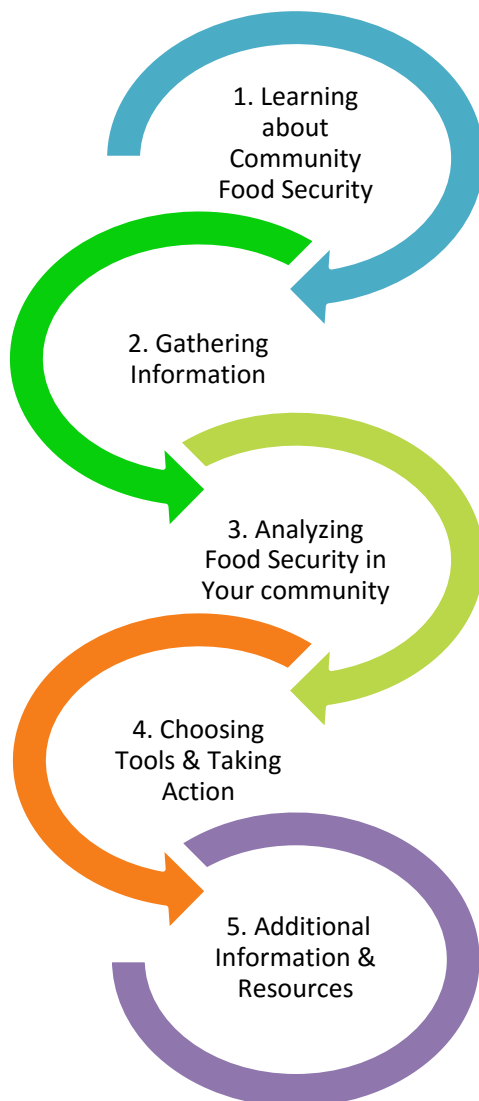 1. Learning
about
Community
Food Security
2. Gathering
Information
3. Analyzing
Food Security in
Your community
4. Choosing
Tools & Taking
Action
5. Additional
Information &
Resources